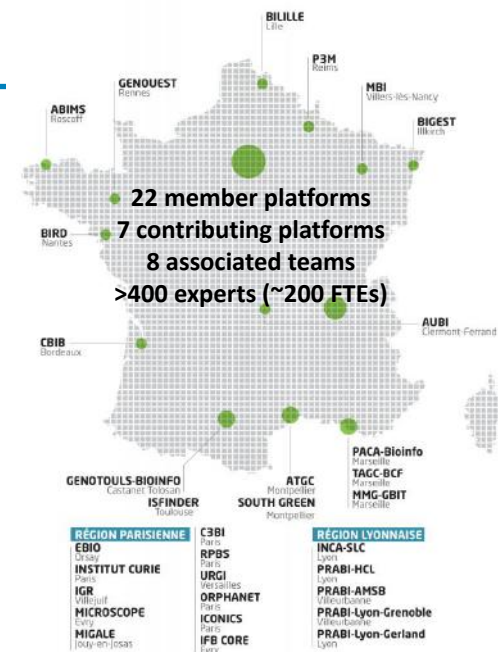 BILILLE
Lille
P3M
Reims
GENOUEST
Rennes
MBI
Villers-lès-Nancy
ABIMS
Roscoff
BIGEST
Illkirch
22 member platforms
7 contributing platforms
8 associated teams
>400 experts (~200 FTEs)
BIRD
Nantes
AUBI
Clermont-Ferrand
CBIB
Bordeaux
PACA-Bioinfo
Marseille
TAGC-BCF
Marseille
MMG-GBIT
Marseille
GENOTOULS-BIOINFO
Castanet Tolosan
ISFINDER
Toulouse
ATGC
Montpellier
SOUTH GREEN
Montpellier
RÉGION PARISIENNE
EBIO
Orsay
INSTITUT CURIE
Paris
IGR
Villejuif
MICROSCOPE
Evry
MIGALE
Jouy-en-Josas
C3BI
Paris
RPBS
Paris
URGI
Versailles
ORPHANET
Paris
ICONICS
Paris
IFB CORE
Evry
RÉGION LYONNAISE
INCA-SLC
Lyon
PRABI-HCL
Lyon
PRABI-AMSB
Villeurbanne
PRABI-Lyon-Grenoble
Villeurbanne
PRABI-Lyon-Gerland
Lyon